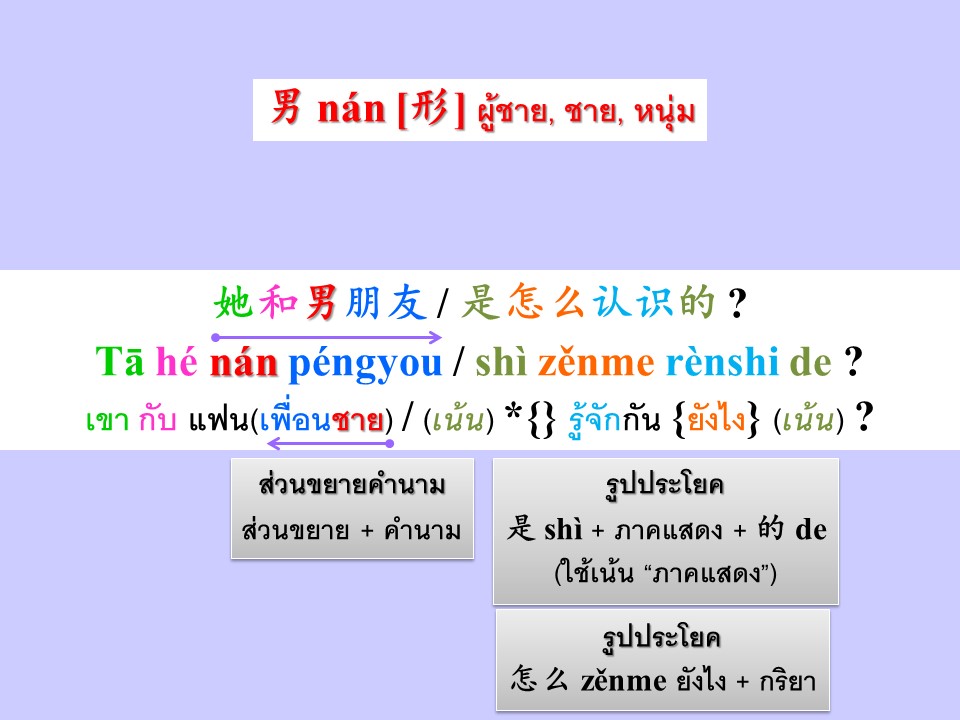 男 nán [形] ผู้ชาย, ชาย, หนุ่ม
她和男朋友 / 是怎么认识的 ?
Tā hé nán péngyou / shì zěnme rènshi de ?
เขา กับ แฟน(เพื่อนชาย) / (เน้น) *{} รู้จักกัน {ยังไง} (เน้น) ?
ส่วนขยายคำนาม
ส่วนขยาย + คำนาม
รูปประโยค
是 shì + ภาคแสดง + 的 de
(ใช้เน้น “ภาคแสดง”)
รูปประโยค
怎么 zěnme ยังไง + กริยา